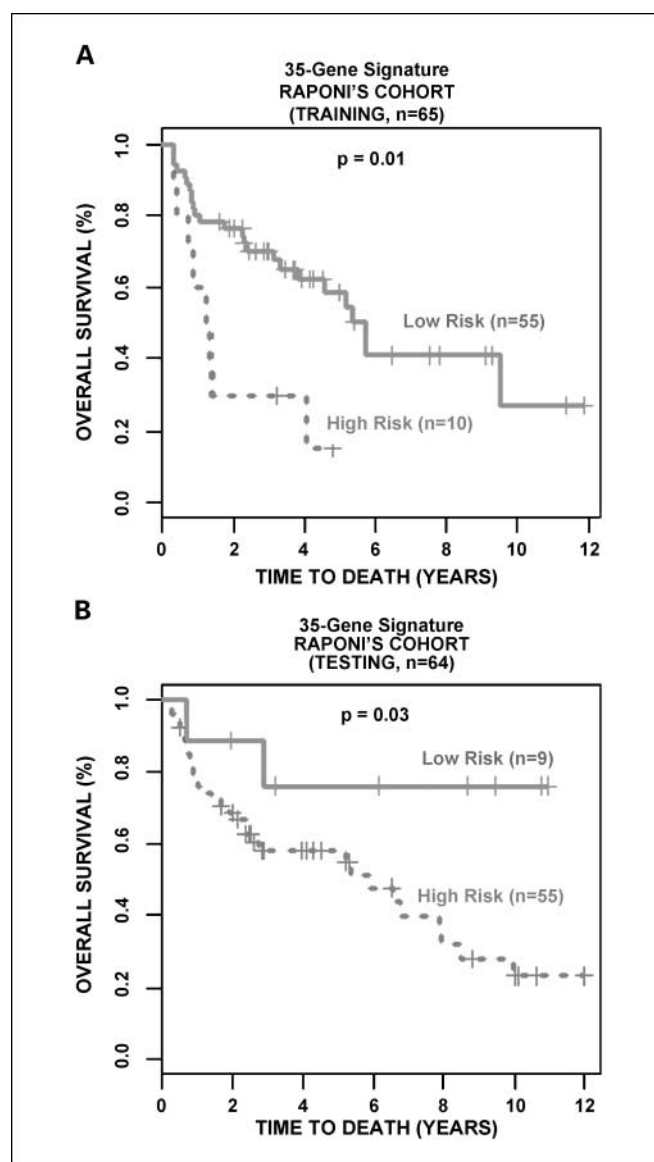 A
35-Gene Signature
RAPONI'S COHORT
(TRAINING, n=65)
p = 0.01
OVERALL SURVIVAL (%)
1.0
0.8
0.6
0.4
0.2
0.0
Low Risk (n=55)
High Risk (n=10)
0 2 4 6 8 10 12
TIME TO DEATH (YEARS)
B
35-Gene Signature
RAPONI'S COHORT
(TESTING, n=64)
p = 0.03
OVERALL SURVIVAL (%)
1.0
0.8
0.6
0.4
0.2
0.0
Low Risk (n=9)
High Risk (n=55)
0 2 4 6 8 10 12
TIME TO DEATH (YEARS)